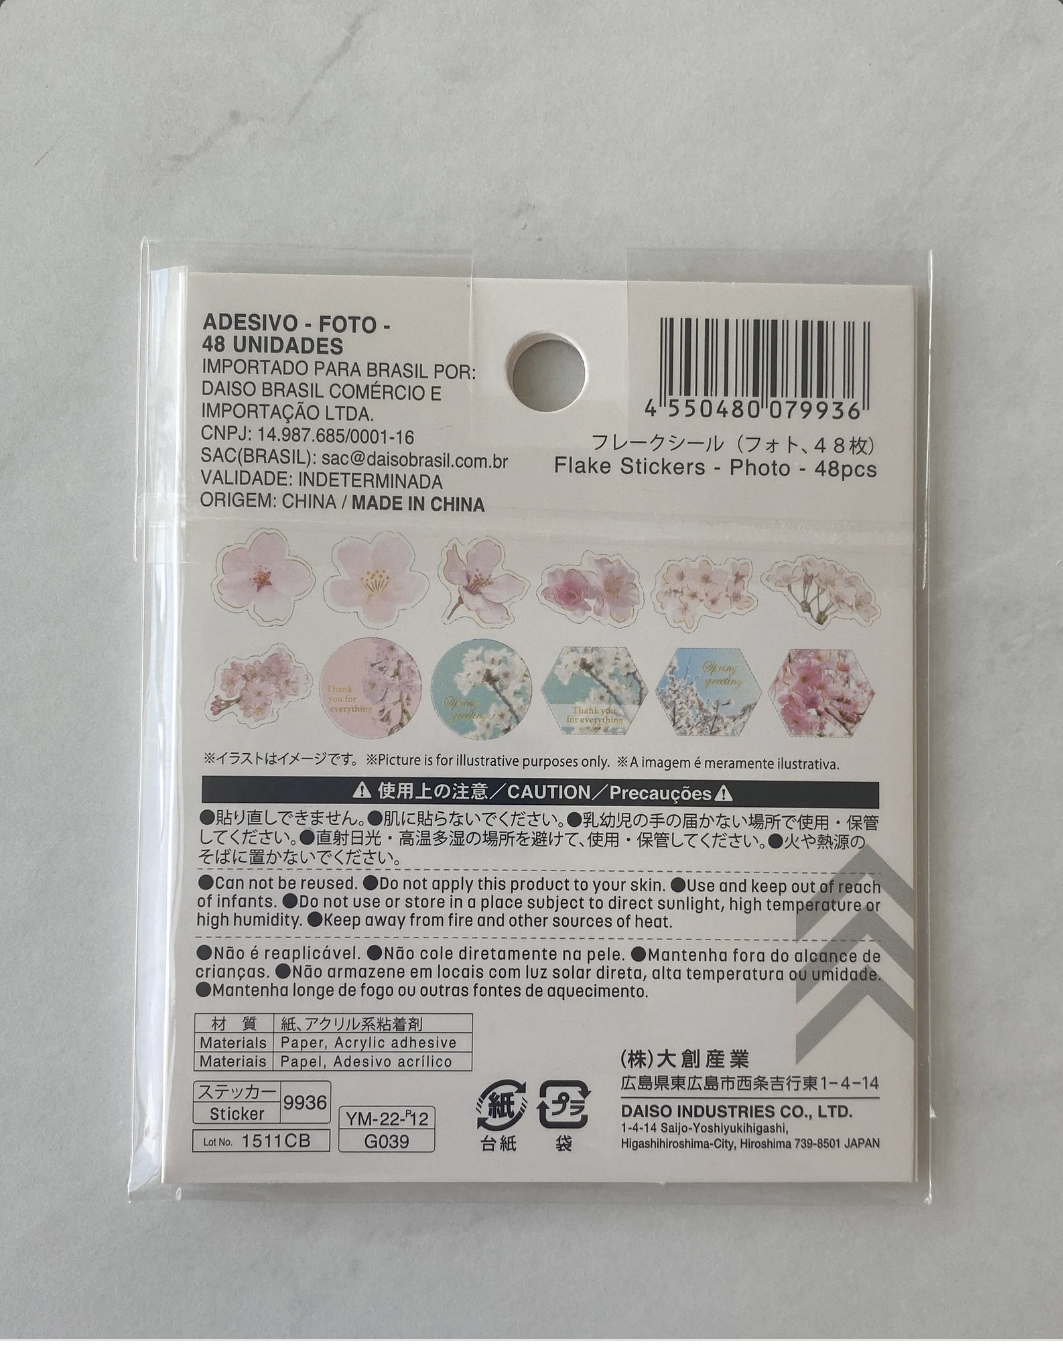 ADESIVO - FOTO -
48 UNIDADES
IMPORTADO PARA BRASIL POR:
DAISO BRASIL COMÉRCIO E
IMPORTAÇÃO LTDA.
CNPJ: 14.987.685/0001-16
SAC(BRASIL): sac@daisobrasil.com.br
VALIDADE: INDETERMINADA
ORIGEM: CHINA / MADE IN CHINA
4 550480 079936
フレークシール（フォト、４８枚）
Flake Stickers - Photo - 48pcs
Thank
you for
everything
Spring
greeting
Thank you
for everything
Spring
greeting
※イラストはイメージです。 ※Picture is for illustrative purposes only. ※A imagem é meramente ilustrativa.
⚠ 使用上の注意／CAUTION／Precauções⚠
●貼り直しできません。●肌に貼らないでください。●乳幼児の手の届かない場所で使用・保管
してください。●直射日光・高温多湿の場所を避けて、使用・保管してください。●火や熱源の
そばに置かないでください。
●Can not be reused. ●Do not apply this product to your skin. ●Use and keep out of reach
of infants. ●Do not use or store in a place subject to direct sunlight, high temperature or
high humidity. ●Keep away from fire and other sources of heat.
●Não é reaplicável. ●Não cole diretamente na pele. ●Mantenha fora do alcance de
crianças. ●Não armazene em locais com luz solar direta, alta temperatura ou umidade.
●Mantenha longe de fogo ou outras fontes de aquecimento.
材 質 紙、アクリル系粘着剤
Materials Paper, Acrylic adhesive
Materiais Papel, Adesivo acrílico
ステッカー
Sticker
9936
Lot No. 1511CB
YM-22-P12
G039
紙
台紙
プラ
袋
(株)大創産業
広島県東広島市西条吉行東1-4-14
DAISO INDUSTRIES CO., LTD.
1-4-14 Saijo-Yoshiyukihigashi,
Higashihiroshima-City, Hiroshima 739-8501 JAPAN